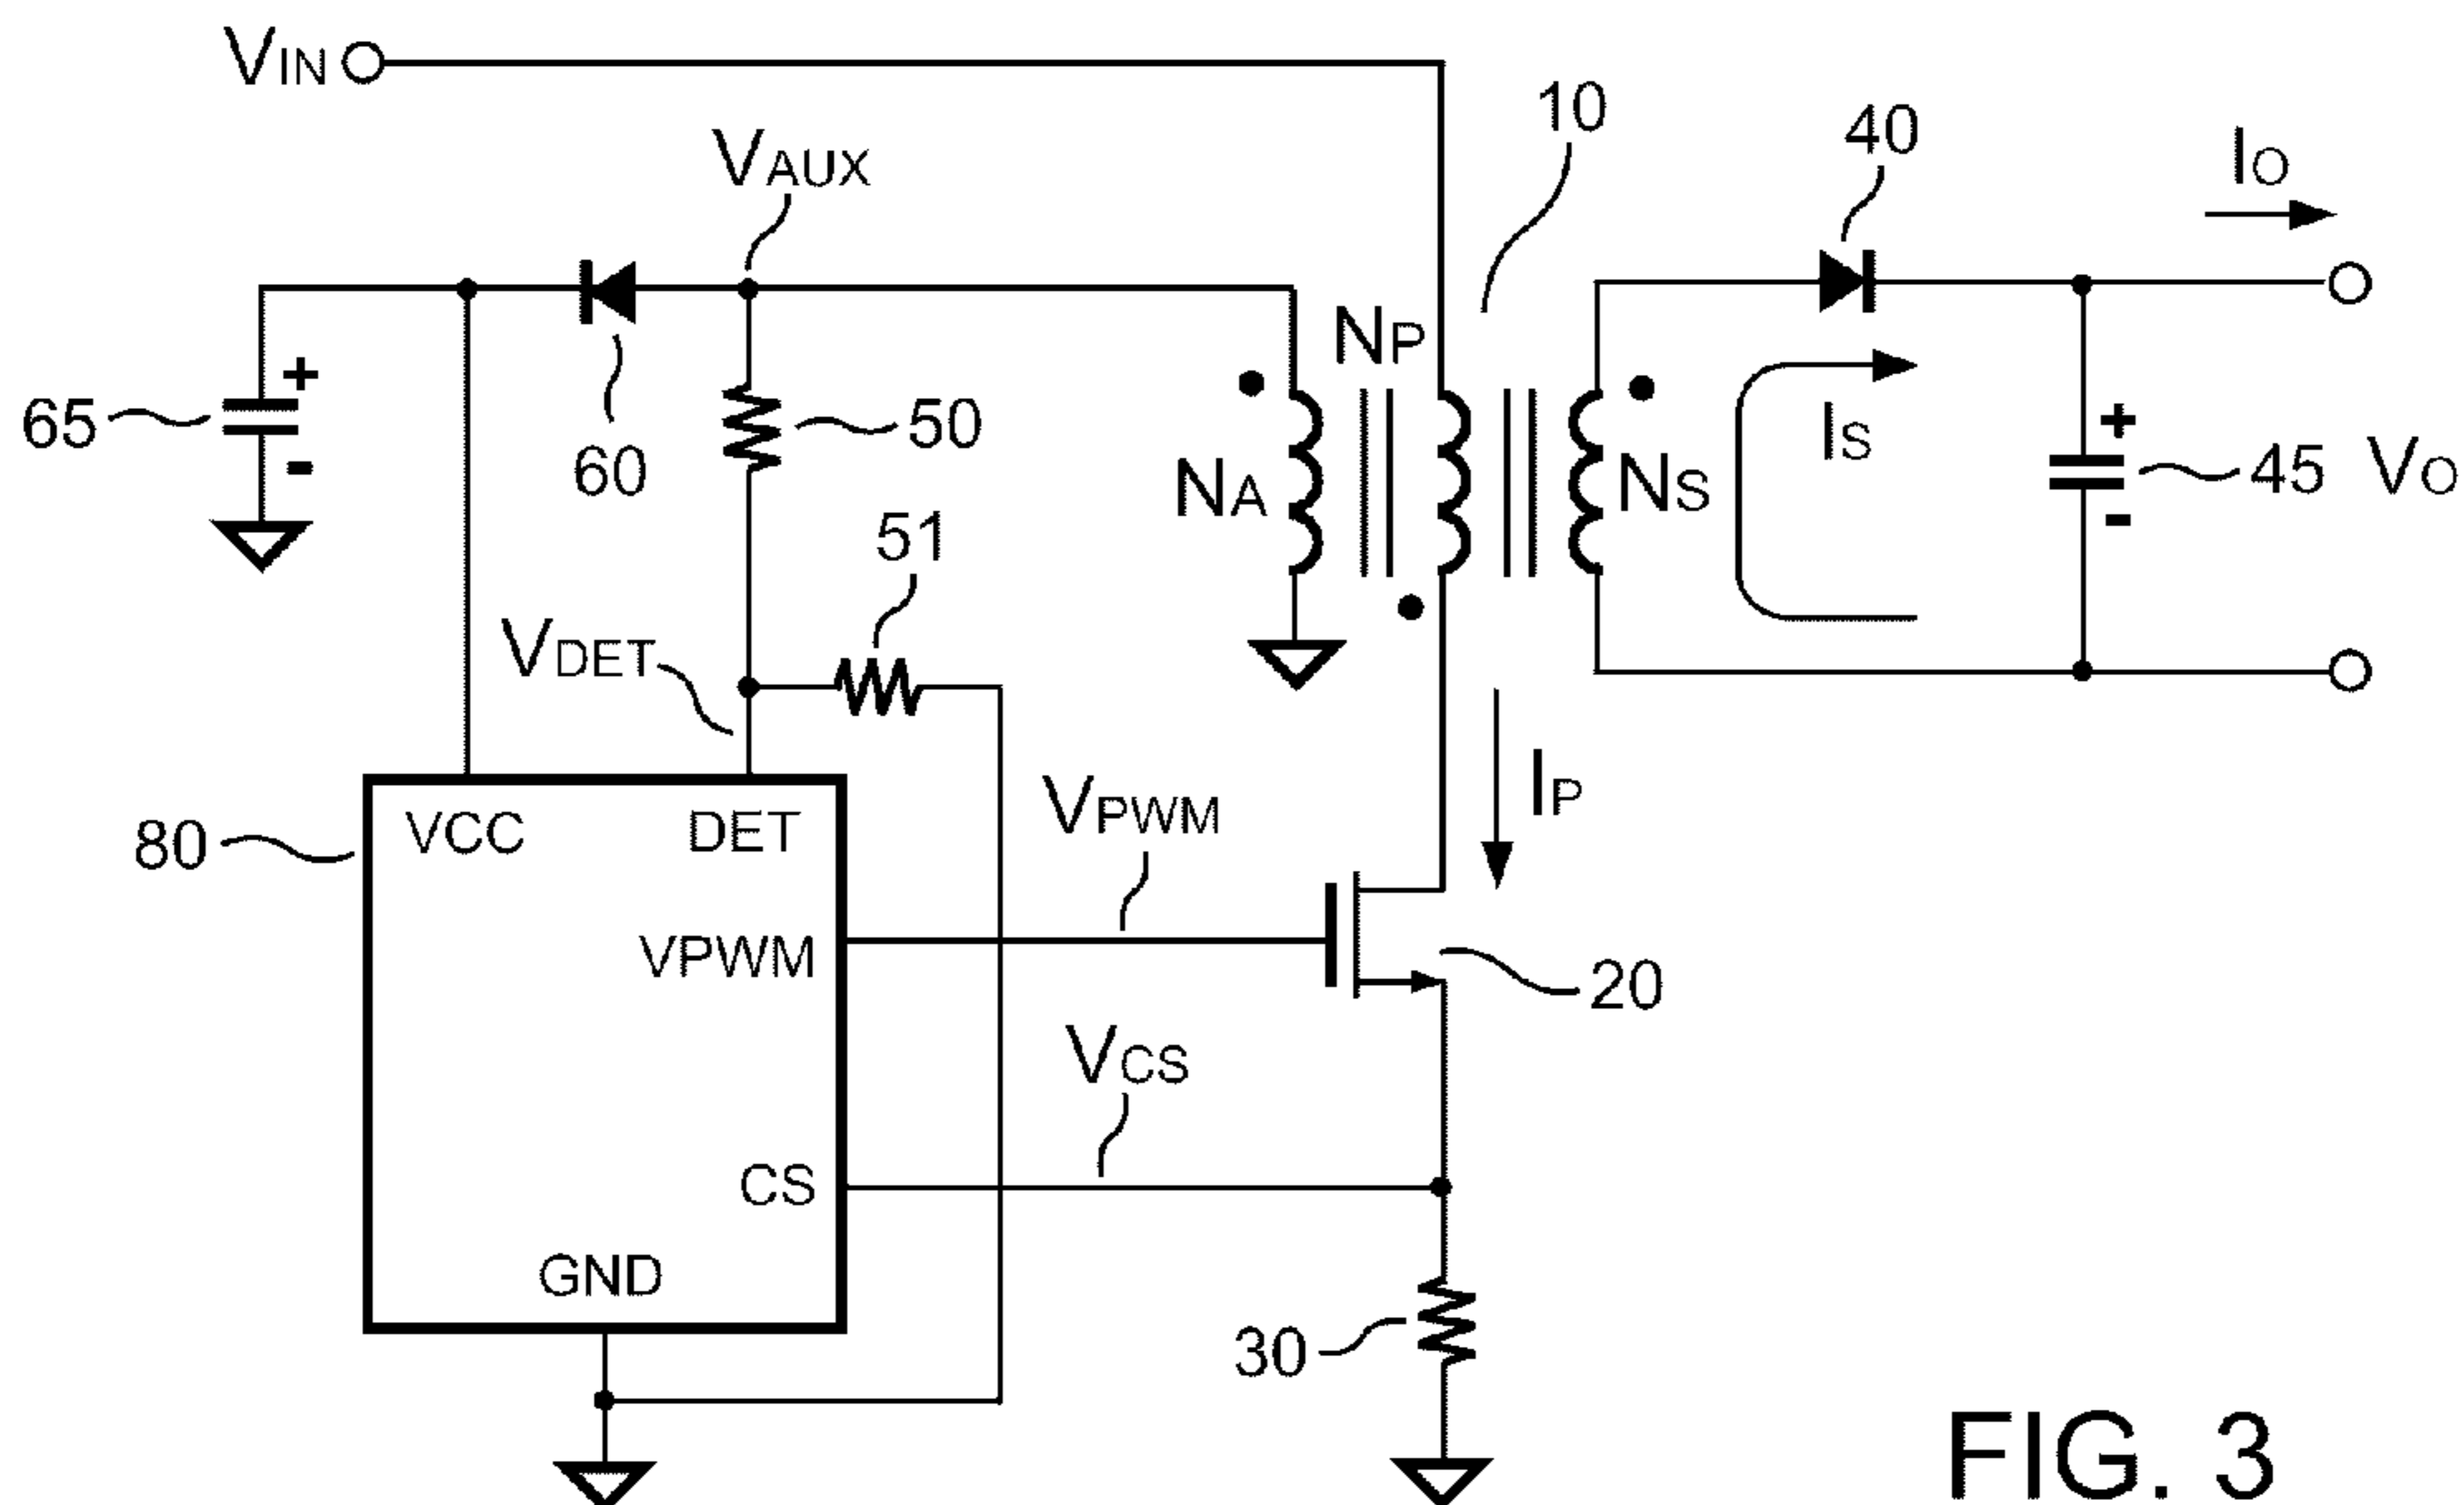 VIN
10
40
IO
VAUX
NP
65
+
-
60
50
NA
NS
IS
+
-
45
VO
51
VDET
80
VCC
DET
VPWM
IP
VPWM
20
VCS
CS
GND
30
FIG. 3